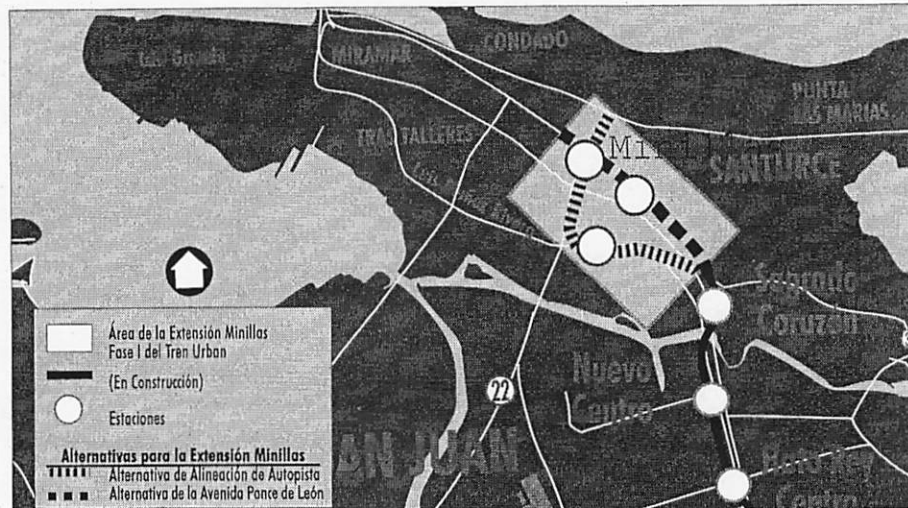 MIRAMAR
CONDADO
PUNTA
LAS MARIAS
TRAS TALLERES
Minillas
SANTURCE
Sagrado
Corazón
Nuevo
Centro
22
SAN JUAN
Hato Rey
Centro
Área de la Extensión Minillas
Fase I del Tren Urban
(En Construcción)
Estaciones
Alternativas para la Extensión Minillas
Alternativa de Alineación de Autopista
Alternativa de la Avenida Ponce de León